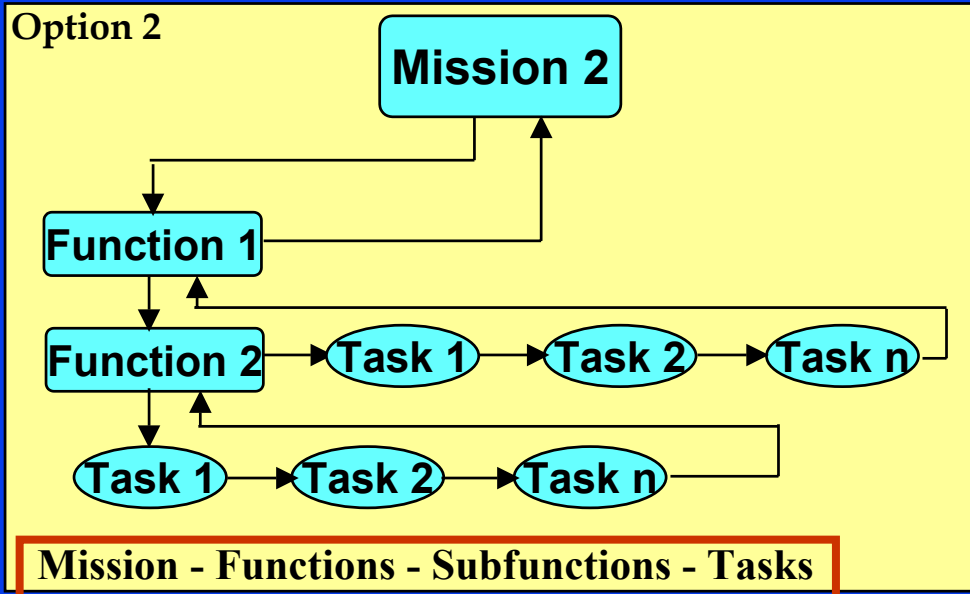 Option 2
Mission 2
Function 1
Function 2
Task 1
Task 2
Task n
Task 1
Task 2
Task n
Mission - Functions - Subfunctions - Tasks